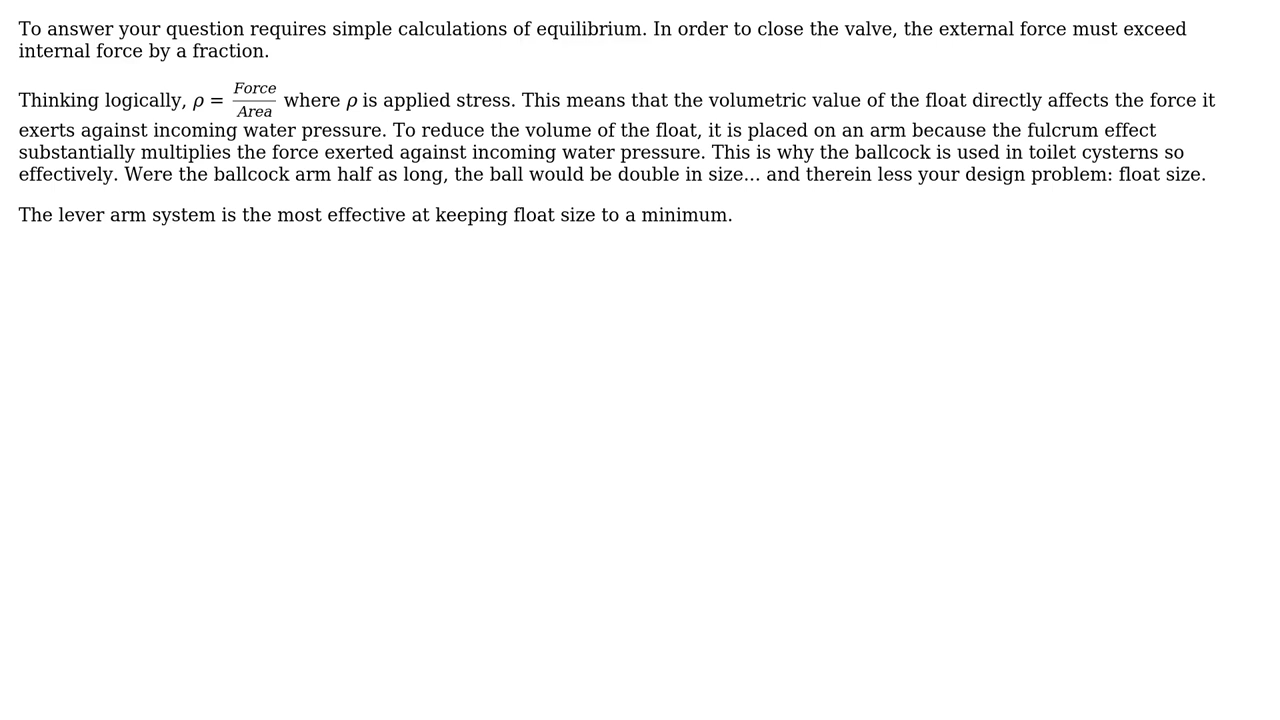 To answer your question requires simple calculations of equilibrium. In order to close the valve, the external force must exceed
internal force by a fraction.
Thinking logically, ρ = Force/Area where ρ is applied stress. This means that the volumetric value of the float directly affects the force it
exerts against incoming water pressure. To reduce the volume of the float, it is placed on an arm because the fulcrum effect
substantially multiplies the force exerted against incoming water pressure. This is why the ballcock is used in toilet cysterns so
effectively. Were the ballcock arm half as long, the ball would be double in size... and therein less your design problem: float size.
The lever arm system is the most effective at keeping float size to a minimum.